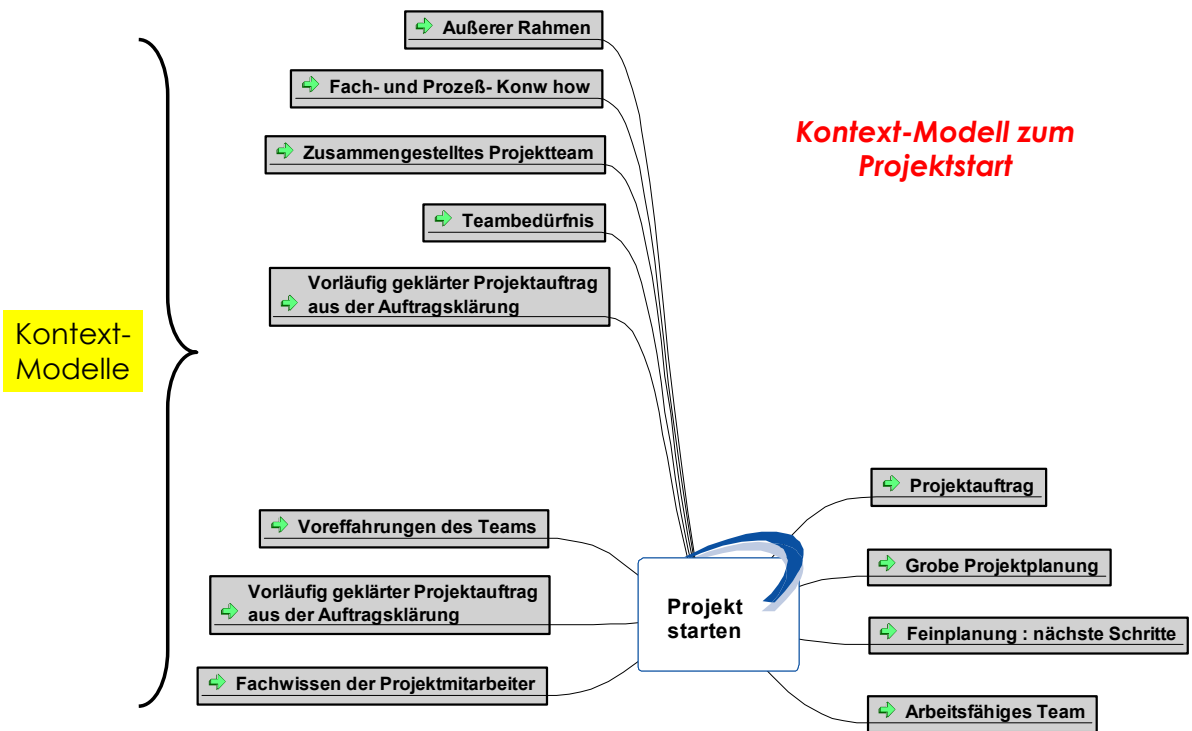 Außerer Rahmen
Fach- und Prozeß- Konw how
Zusammengestelltes Projektteam
Teambedürfnis
Vorläufig geklärter Projektauftrag
aus der Auftragsklärung
Kontext-Modell zum
Projektstart
Kontext-
Modelle
Voreffahrungen des Teams
Vorläufig geklärter Projektauftrag
aus der Auftragsklärung
Fachwissen der Projektmitarbeiter
Projekt
starten
Projektauftrag
Grobe Projektplanung
Feinplanung : nächste Schritte
Arbeitsfähiges Team